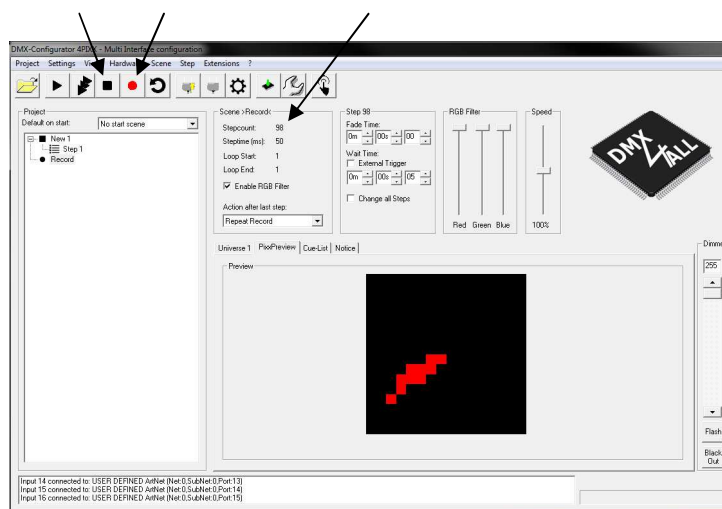 DMX-Configurator 4PDIX - Multi Interface configuration
Project Settings Hardware Scene Step Extensions ?
Project
Default on start: No start scene
New 1
Step 1
Record
Scene >Record<
Stepcount: 98
Steptime (ms): 50
Loop Start: 1
Loop End: 1
Enable RGB Filter
Action after last step:
Repeat Record
Step 98
Fade Time:
0m 00s 00
Wait Time:
External Trigger
0m 00s 05
Change all Steps
RGB Filter
Red Green Blue
Speed
100%
DMX
4ALL
Universe 1 PixxPreview Cue-List Notice
Preview
Dimme
255
Flash
Black
Out
Input 14 connected to: USER DEFINED ArtNet (Net:0,SubNet:0,Port:13)
Input 15 connected to: USER DEFINED ArtNet (Net:0,SubNet:0,Port:14)
Input 16 connected to: USER DEFINED ArtNet (Net:0,SubNet:0,Port:15)